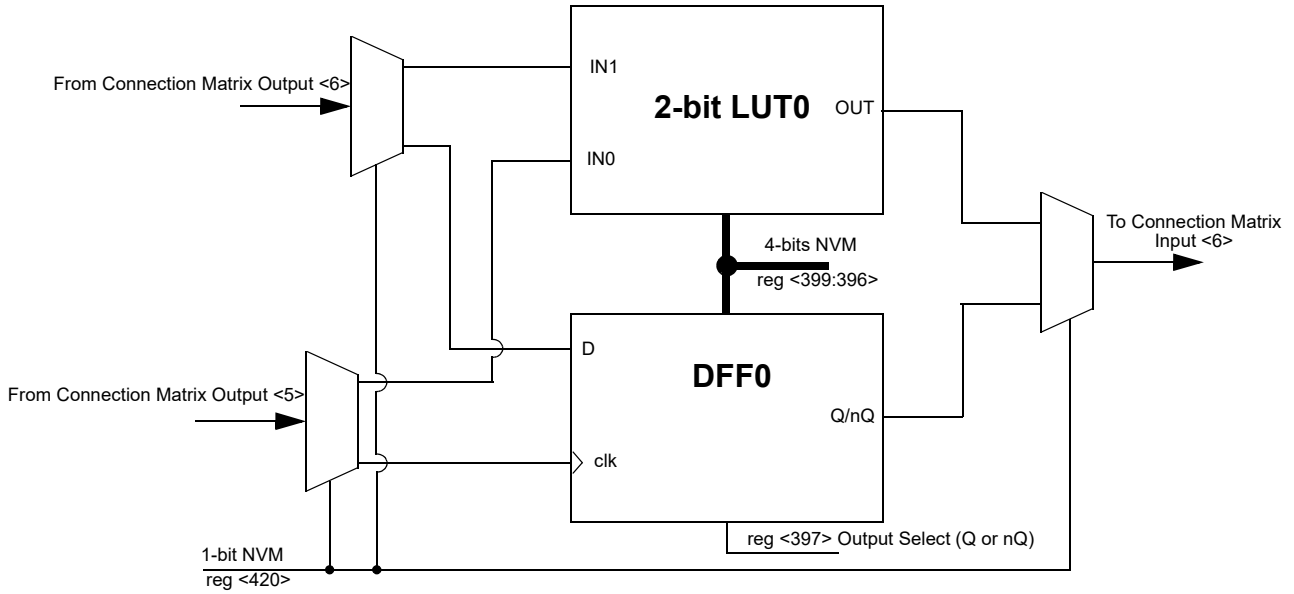 IN1
From Connection Matrix Output <6>
2-bit LUT0
OUT
IN0
To Connection Matrix
Input <6>
4-bits NVM
reg <399:396>
D
DFF0
From Connection Matrix Output <5>
Q/nQ
clk
reg <397> Output Select (Q or nQ)
1-bit NVM
reg <420>